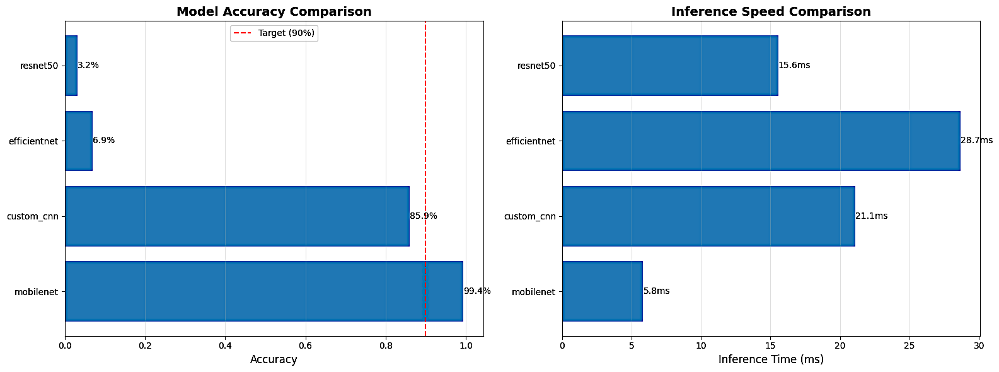 Model Accuracy Comparison
Target (90%)
resnet50
3.2%
efficientnet
6.9%
custom_cnn
85.9%
mobilenet
99.4%
0.0 0.2 0.4 0.6 0.8 1.0
Accuracy
Inference Speed Comparison
resnet50
15.6ms
efficientnet
28.7ms
custom_cnn
21.1ms
mobilenet
5.8ms
0 5 10 15 20 25 30
Inference Time (ms)